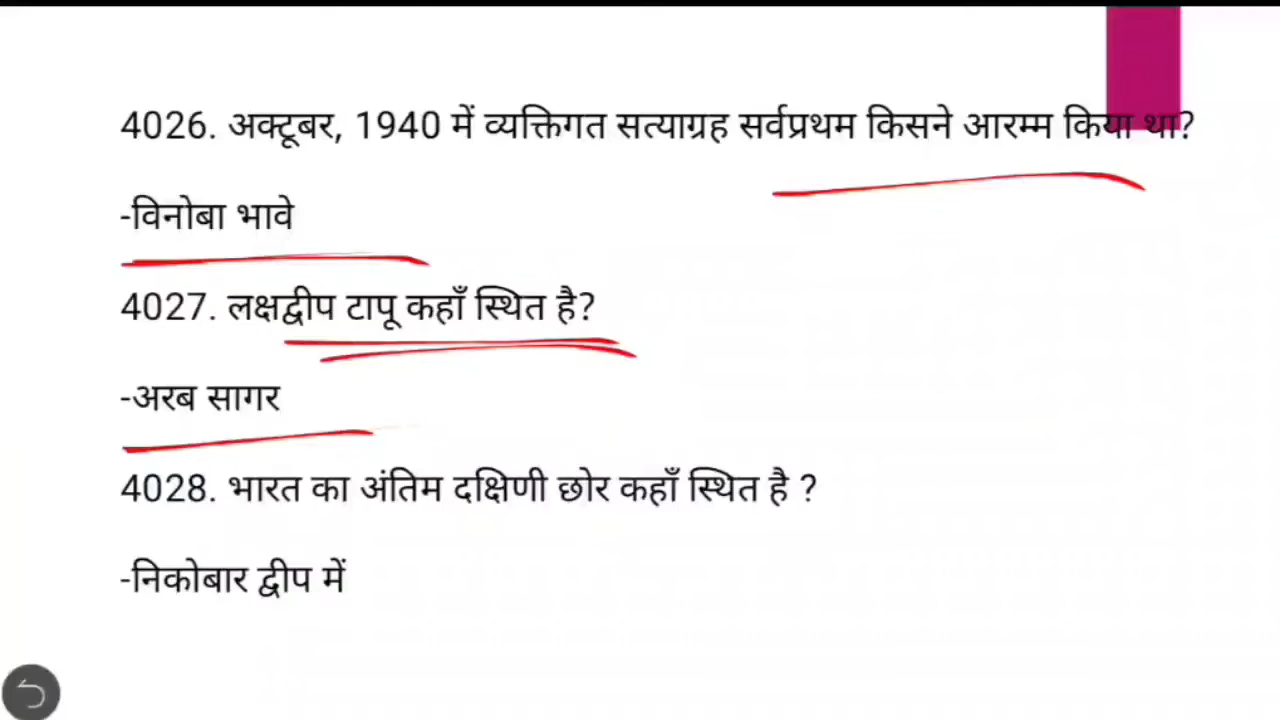 4026. अक्टूबर, 1940 में व्यक्तिगत सत्याग्रह सर्वप्रथम किसने आरम्म किया था?
-विनोबा भावे
4027. लक्षद्वीप टापू कहाँ स्थित है?
-अरब सागर
4028. भारत का अंतिम दक्षिणी छोर कहाँ स्थित है ?
-निकोबार द्वीप में